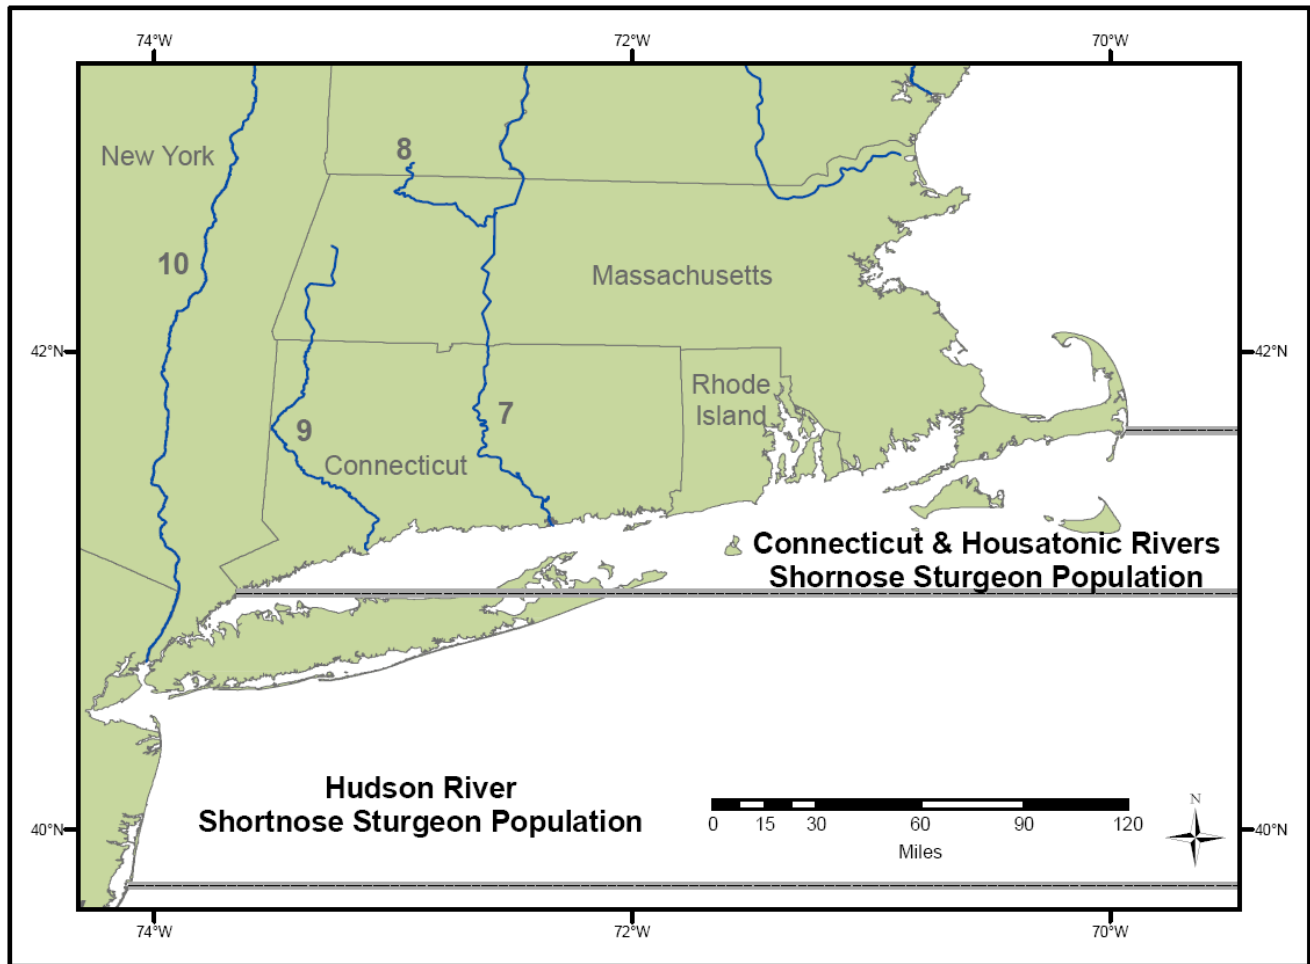 74°W 72°W 70°W
New York
8
10
Massachusetts
42°N 42°N
Rhode
Island
9
7
Connecticut
Connecticut & Housatonic Rivers
Shornose Sturgeon Population
Hudson River
Shortnose Sturgeon Population
N
0 15 30 60 90 120
Miles
40°N 40°N
74°W 72°W 70°W